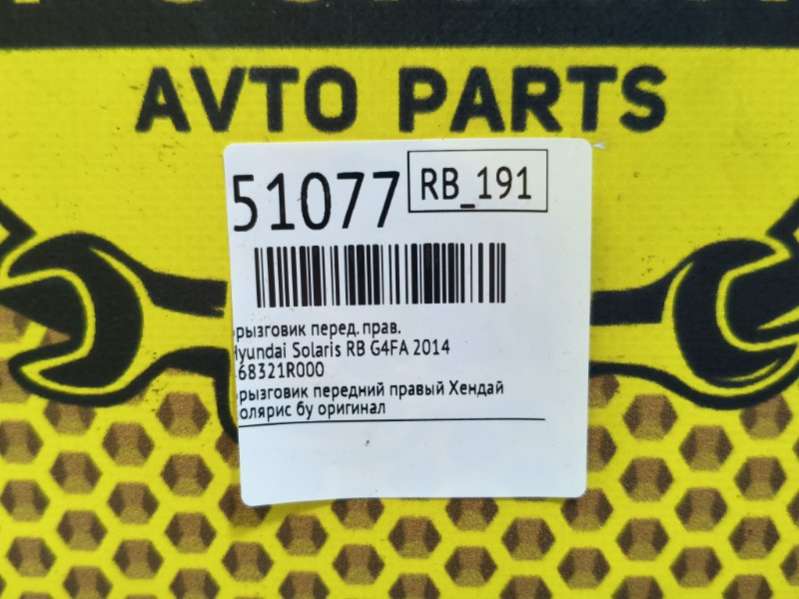 AVTO PARTS
51077 RB_191
рызговик перед. прав.
Hyundai Solaris RB G4FA 2014
68321R000
рызговик передний правый Хендай
олярис бу оригинал